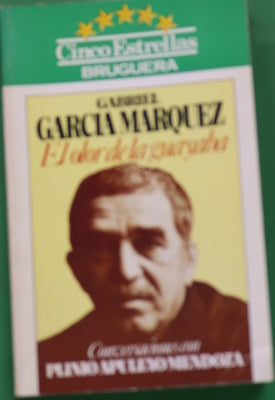 Cinco Estrellas
BRUGUERA
GABRIEL
GARCIA MARQUEZ
El olor de la guayaba
Conversaciones con
PLINIO APULEYO MENDOZA